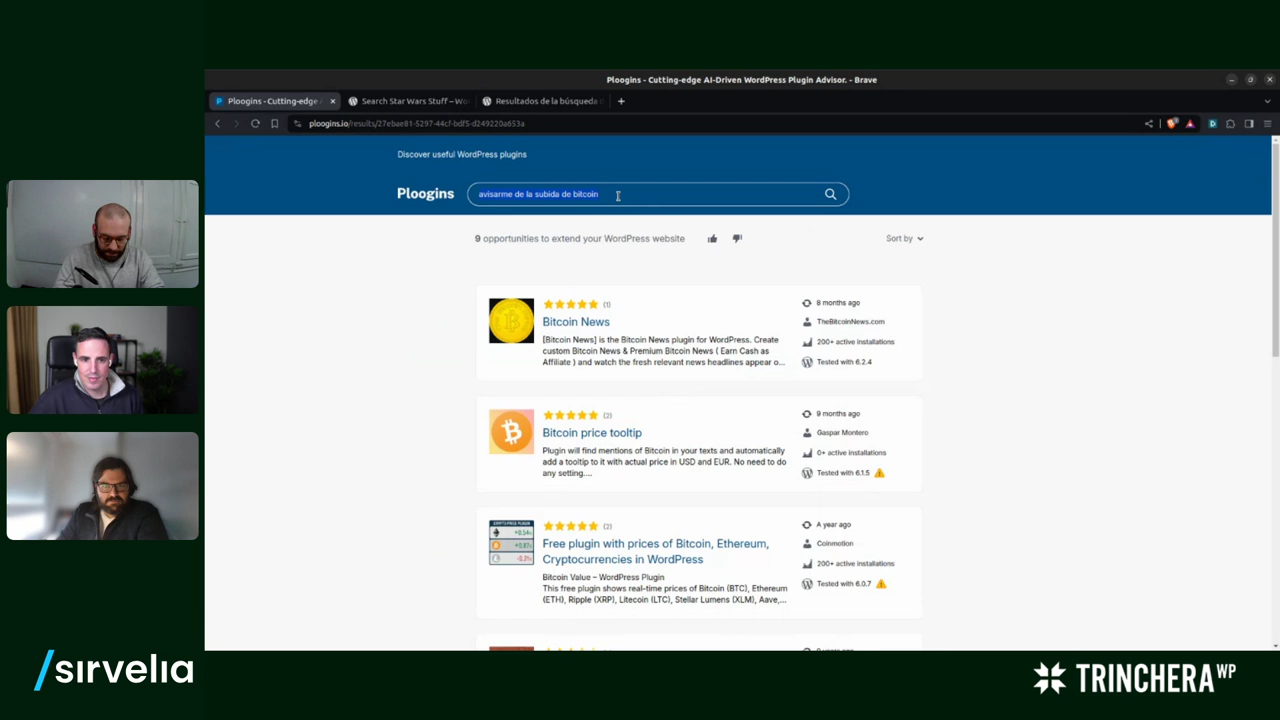 Ploogins - Cutting-edge AI-Driven WordPress Plugin Advisor. - Brave
Ploogins - Cutting-edge
Search Star Wars Stuff – Wo
Resultados de la búsqueda
ploogins.io/results/27ebae81-5297-44cf-bdf5-d249220a653a
Discover useful WordPress plugins
Ploogins
avisarme de la subida de bitcoin
9 opportunities to extend your WordPress website
Sort by
(1)
Bitcoin News
[Bitcoin News] is the Bitcoin News plugin for WordPress. Create
custom Bitcoin News & Premium Bitcoin News ( Earn Cash as
Affiliate ) and watch the fresh relevant news headlines appear o...
8 months ago
TheBitcoinNews.com
200+ active installations
Tested with 6.2.4
(2)
Bitcoin price tooltip
Plugin will find mentions of Bitcoin in your texts and automatically
add a tooltip to it with actual price in USD and EUR. No need to do
any setting....
9 months ago
Gaspar Montero
0+ active installations
Tested with 6.1.5
(2)
Free plugin with prices of Bitcoin, Ethereum,
Cryptocurrencies in WordPress
Bitcoin Value – WordPress Plugin
This free plugin shows real-time prices of Bitcoin (BTC), Ethereum
(ETH), Ripple (XRP), Litecoin (LTC), Stellar Lumens (XLM), Aave,...
A year ago
Coinmotion
200+ active installations
Tested with 6.0.7
/sirvelia
TRINCHERA WP